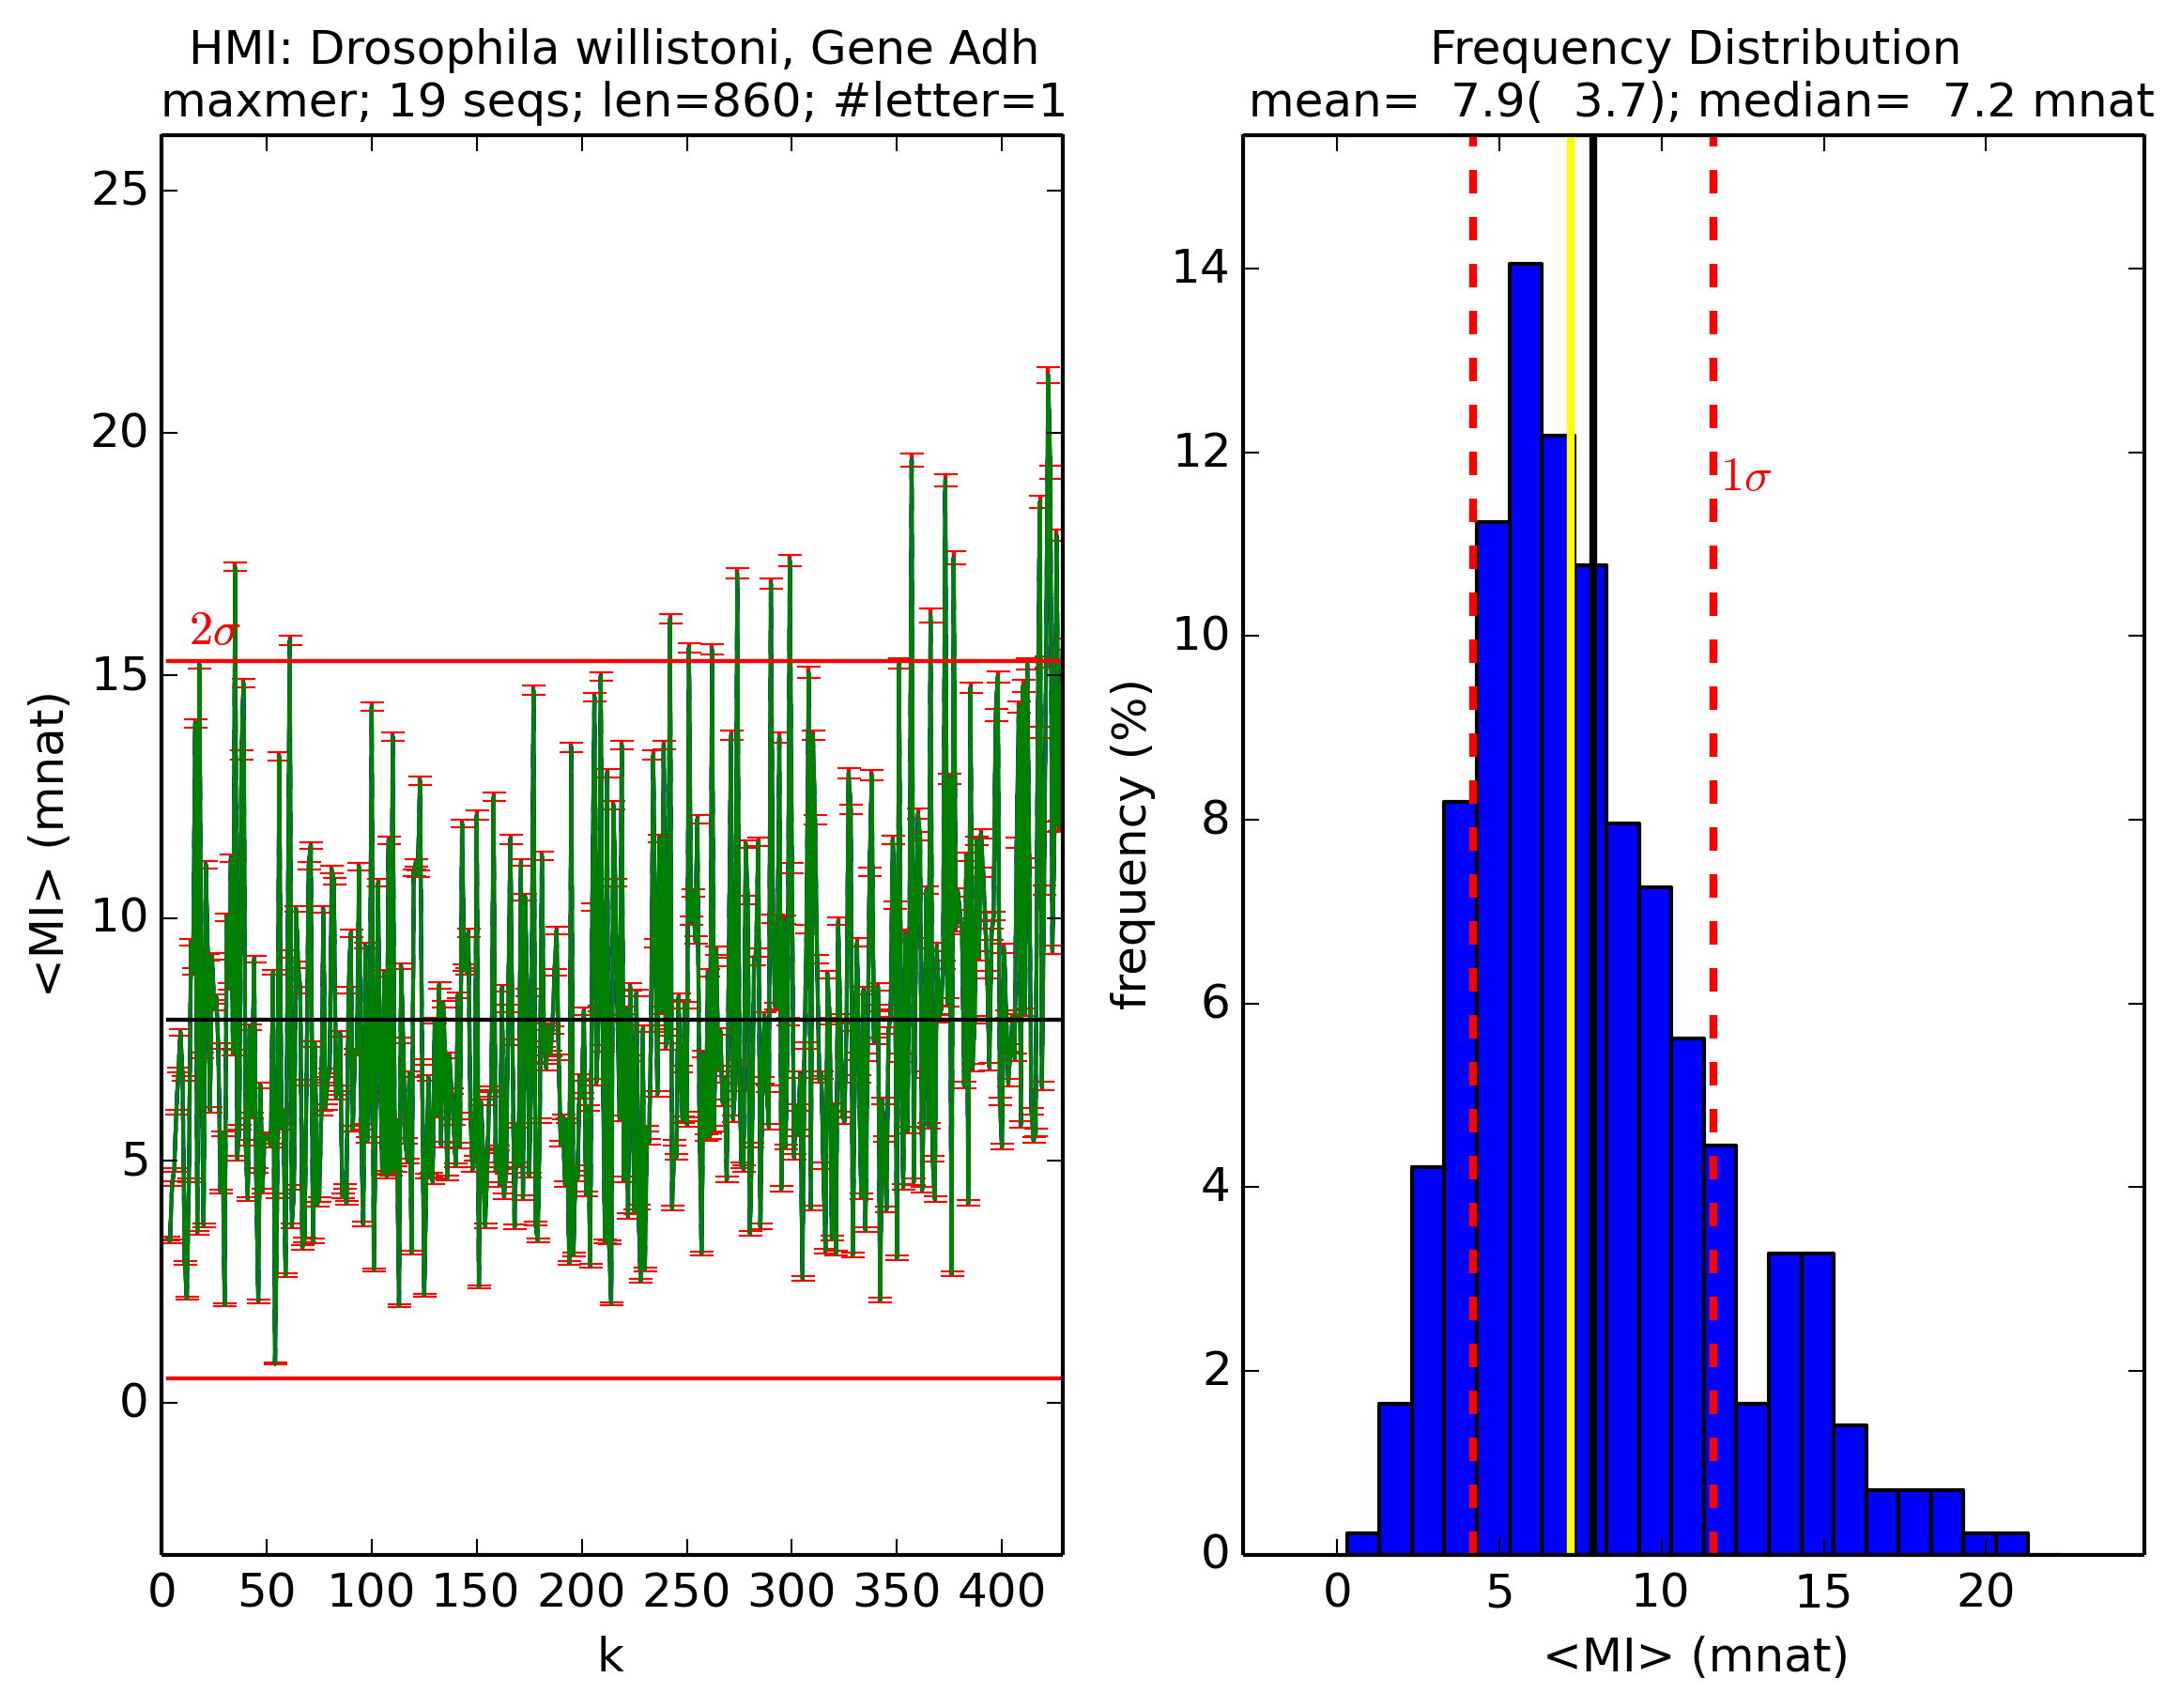 HMI: Drosophila willistoni, Gene Adh
maxmer; 19 seqs; len=860; #letter=1
25
20
15
10
5
0
<MI> (mnat)
2σ
0 50 100 150 200 250 300 350 400
k
Frequency Distribution
mean= 7.9( 3.7); median= 7.2 mnat
14
12
10
8
6
4
2
0
frequency (%)
1σ
0 5 10 15 20
<MI> (mnat)